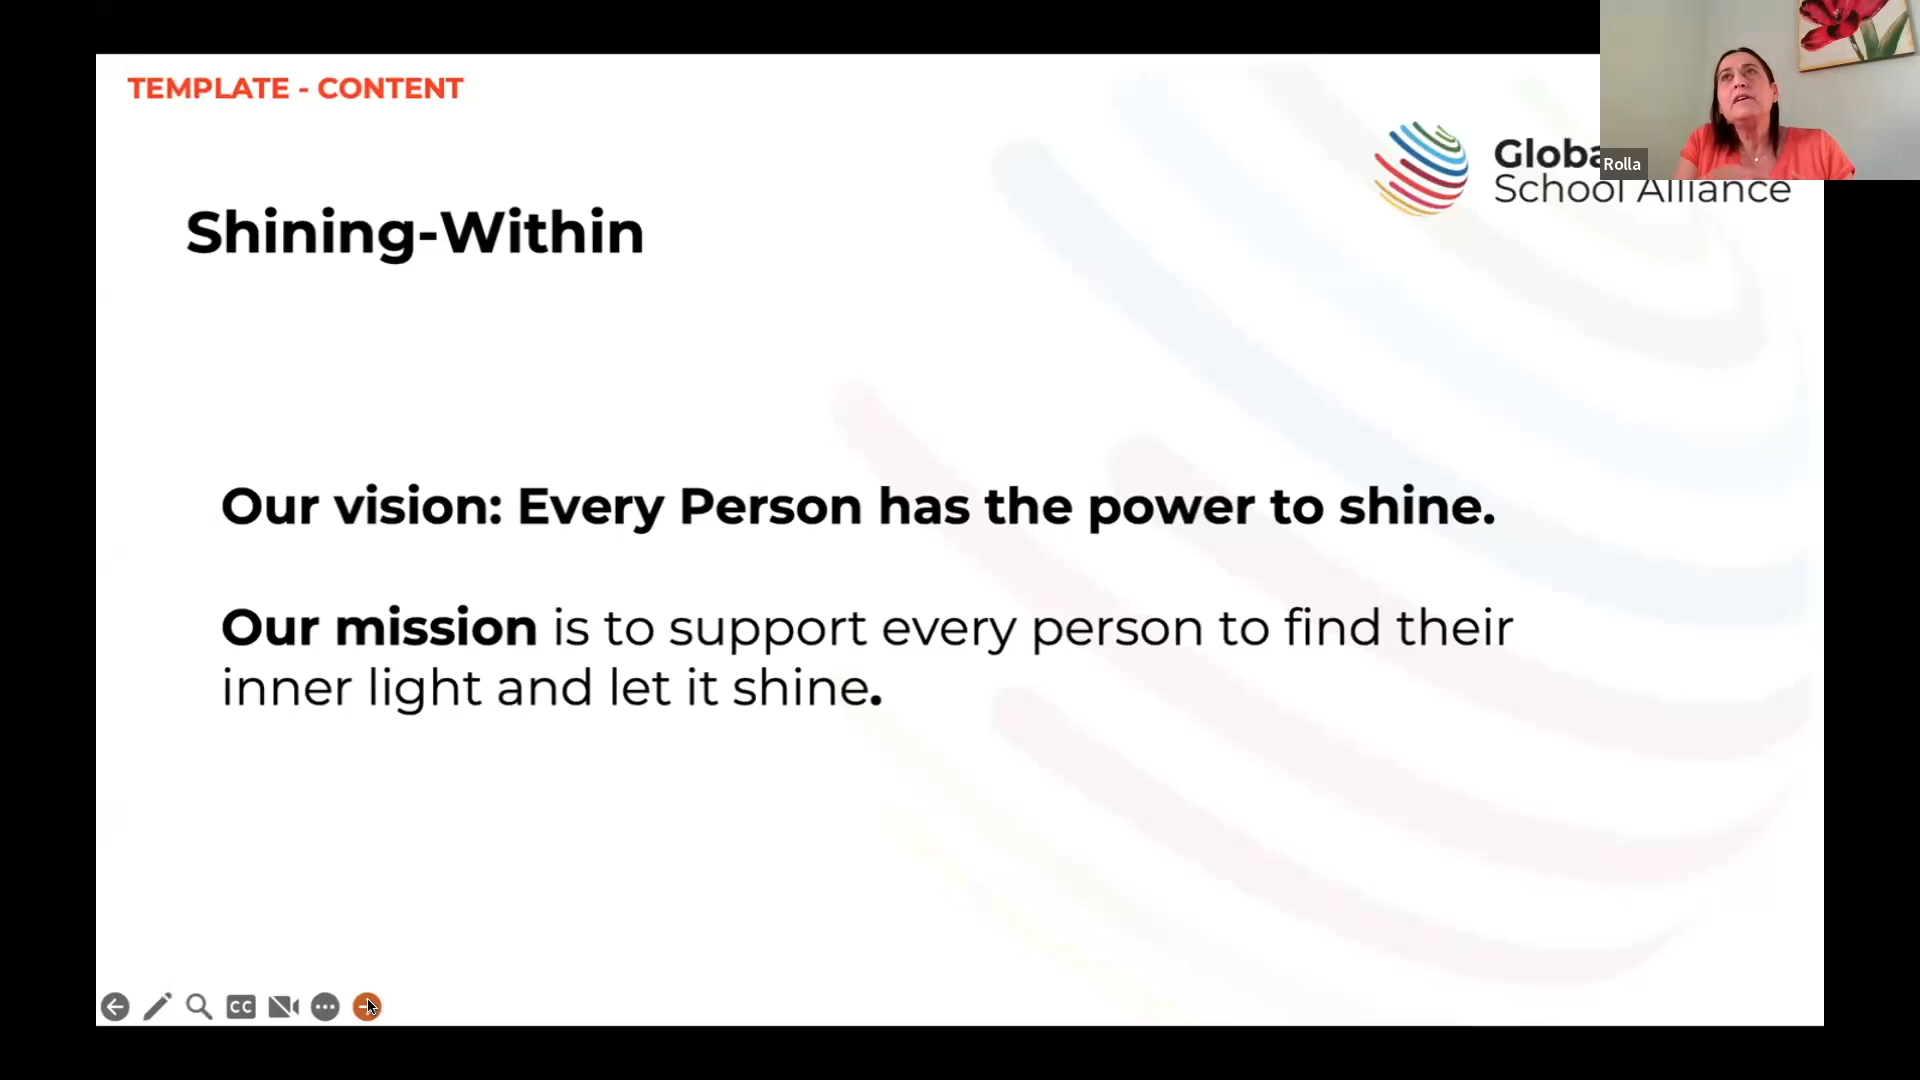 TEMPLATE - CONTENT
Globa
School Alliance
Rolla
Shining-Within
Our vision: Every Person has the power to shine.
Our mission is to support every person to find their
inner light and let it shine.
CC